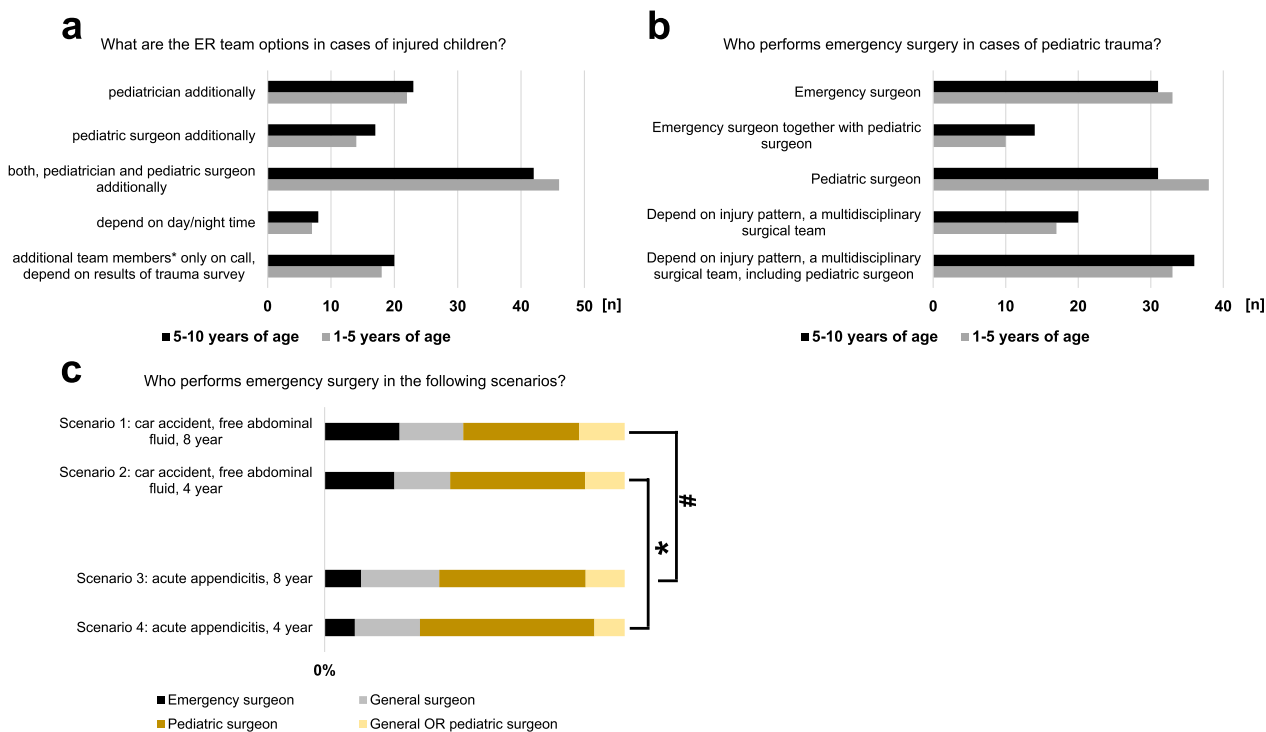 a
What are the ER team options in cases of injured children?
pediatrician additionally
pediatric surgeon additionally
both, pediatrician and pediatric surgeon
additionally
depend on day/night time
additional team members* only on call,
depend on results of trauma survey
0 10 20 30 40 50 [n]
5-10 years of age 1-5 years of age
b
Who performs emergency surgery in cases of pediatric trauma?
Emergency surgeon
Emergency surgeon together with pediatric
surgeon
Pediatric surgeon
Depend on injury pattern, a multidisciplinary
surgical team
Depend on injury pattern, a multidisciplinary
surgical team, including pediatric surgeon
0 10 20 30 40 [n]
5-10 years of age 1-5 years of age
c
Who performs emergency surgery in the following scenarios?
Scenario 1: car accident, free abdominal
fluid, 8 year
Scenario 2: car accident, free abdominal
fluid, 4 year
#
*
Scenario 3: acute appendicitis, 8 year
Scenario 4: acute appendicitis, 4 year
0%
Emergency surgeon General surgeon
Pediatric surgeon General OR pediatric surgeon